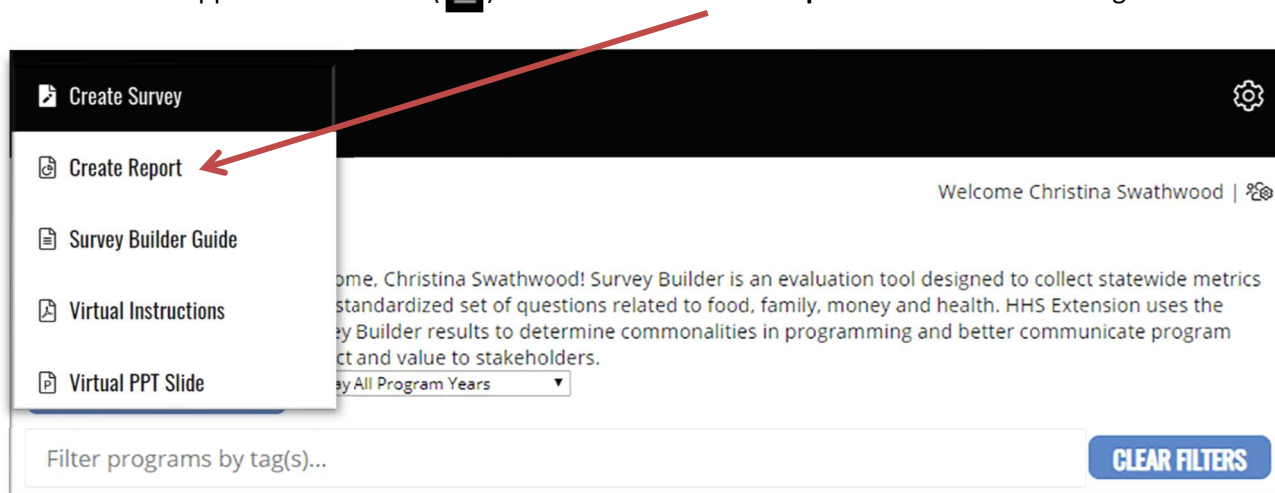 Create Survey
Create Report
Survey Builder Guide
Virtual Instructions
Virtual PPT Slide
Welcome Christina Swathwood |
ome, Christina Swathwood! Survey Builder is an evaluation tool designed to collect statewide metrics
standardized set of questions related to food, family, money and health. HHS Extension uses the
ey Builder results to determine commonalities in programming and better communicate program
ct and value to stakeholders.
ay All Program Years
Filter programs by tag(s)...
CLEAR FILTERS